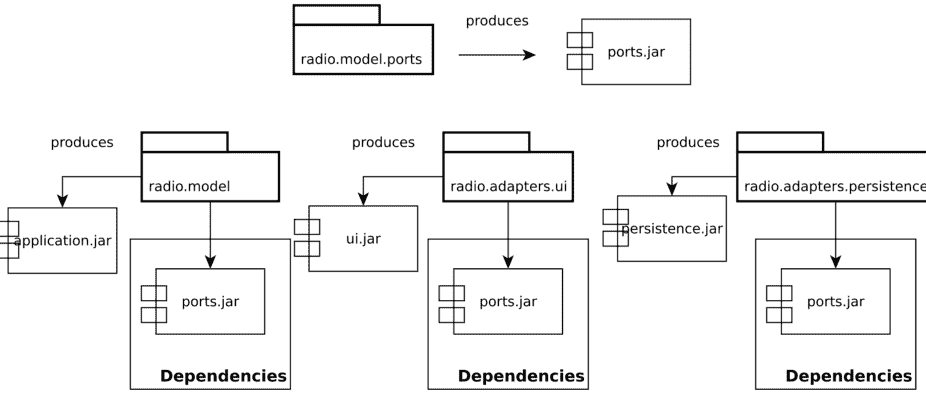 produces
radio.model.ports
ports.jar
produces
produces
produces
radio.model
radio.adapters.ui
radio.adapters.persistence
application.jar
ui.jar
persistence.jar
ports.jar
ports.jar
ports.jar
Dependencies
Dependencies
Dependencies